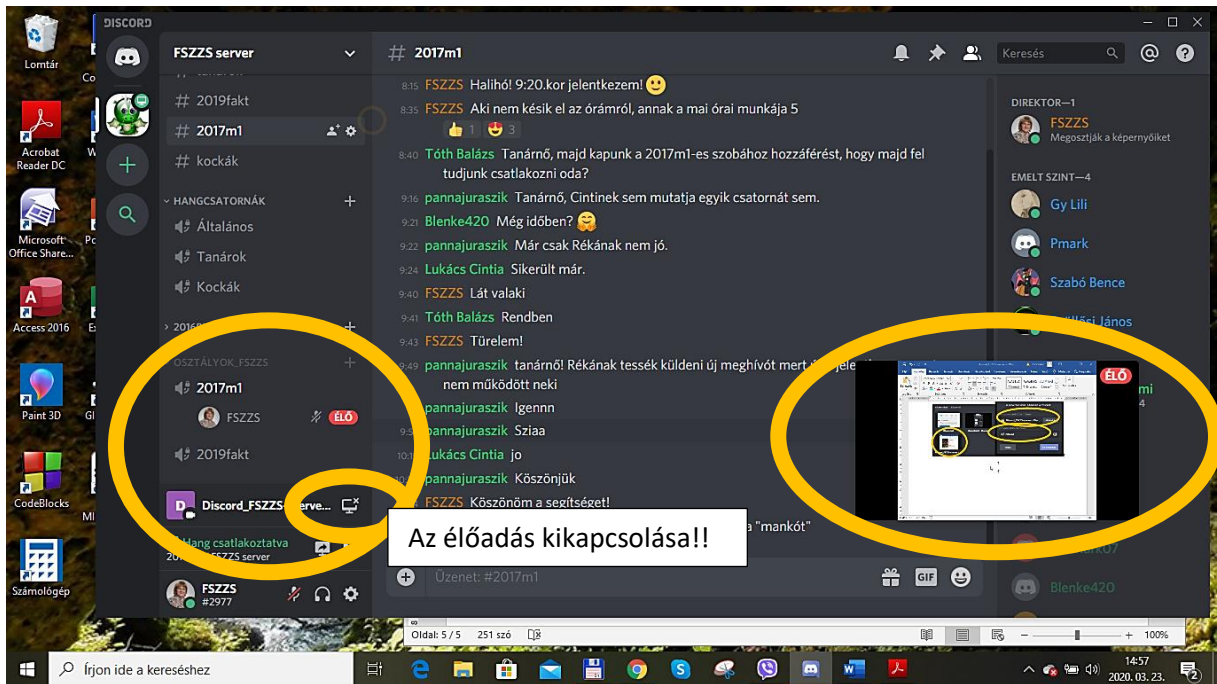 Lomtár
Acrobat
Reader DC
Microsoft
Office Share...
Access 2016
Paint 3D
CodeBlocks
Számológép
DISCORD
FSZZS server
# 2019fakt
# 2017m1
# kockák
HANGCSATORNÁK
Általános
Tanárok
Kockák
OSZTÁLYOK_FSZZS
2017m1
FSZZS ÉLŐ
2019fakt
D Discord_FSZZS
Hang csatlakoztatva
FSZZS server
FSZZS
#2977
# 2017m1
Keresés
8:15 FSZZS Halihó! 9:20.kor jelentkezem!
8:35 FSZZS Aki nem késik el az órámról, annak a mai órai munkája 5
👍 1 😍 3
8:40 Tóth Balázs Tanárnő, majd kapunk a 2017m1-es szobához hozzáférést, hogy majd fel
tudjunk csatlakozni oda?
9:16 pannajuraszik Tanárnő, Cintinek sem mutatja egyik csatornát sem.
9:21 Blenke420 Még időben? 🤗
9:22 pannajuraszik Már csak Rékának nem jó.
9:24 Lukács Cintia Sikerült már.
9:40 FSZZS Lát valaki
9:41 Tóth Balázs Rendben
9:43 FSZZS Türelem!
9:49 pannajuraszik tanárnő! Rékának tessék küldeni új meghívót mert
nem működött neki
pannajuraszik Igennn
pannajuraszik Sziaa
Lukács Cintia jo
pannajuraszik Köszönjük
FSZZS Köszönöm a segítséget!
a "mankót"
Az élőadás kikapcsolása!!
Üzenet: #2017m1
GIF
DIREKTOR—1
FSZZS
Megosztják a képernyőiket
EMELT SZINT—4
Gy Lili
Pmark
Szabó Bence
János
ÉLŐ
Blenke420
Oldal: 5 / 5 251 szó
100%
Írjon ide a kereséshez
14:57
2020. 03. 23.
2